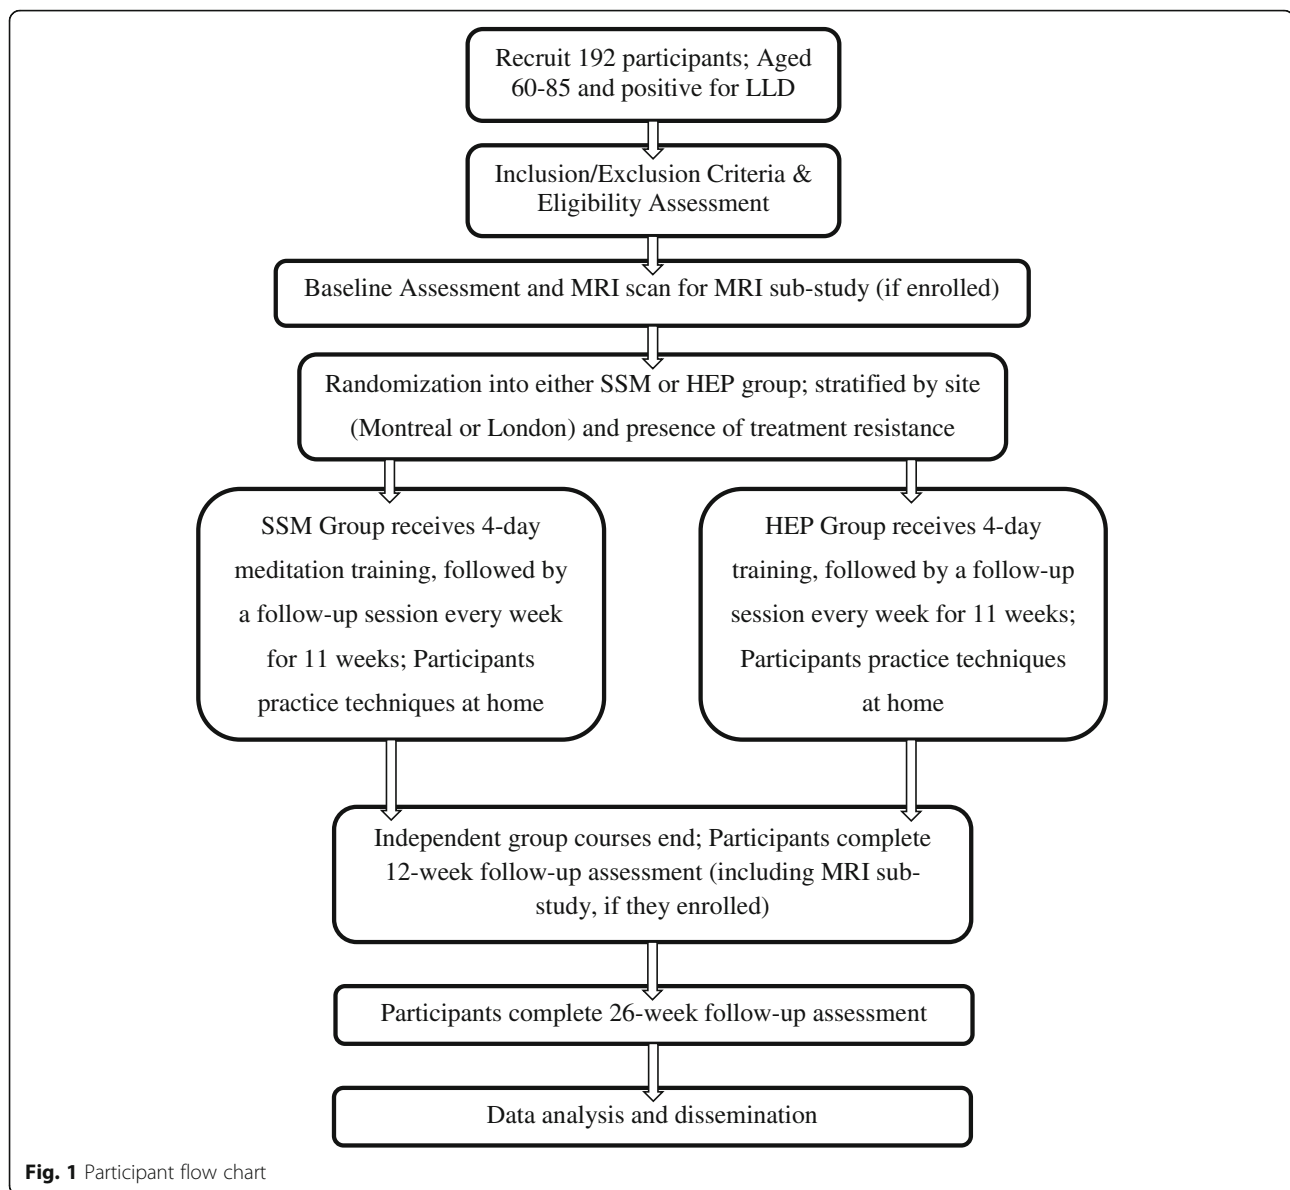 Recruit 192 participants; Aged
60-85 and positive for LLD
Inclusion/Exclusion Criteria &
Eligibility Assessment
Baseline Assessment and MRI scan for MRI sub-study (if enrolled)
Randomization into either SSM or HEP group; stratified by site
(Montreal or London) and presence of treatment resistance
SSM Group receives 4-day
meditation training, followed by
a follow-up session every week
for 11 weeks; Participants
practice techniques at home
HEP Group receives 4-day
training, followed by a follow-up
session every week for 11 weeks;
Participants practice techniques
at home
Independent group courses end; Participants complete
12-week follow-up assessment (including MRI sub-
study, if they enrolled)
Participants complete 26-week follow-up assessment
Data analysis and dissemination
Fig. 1 Participant flow chart